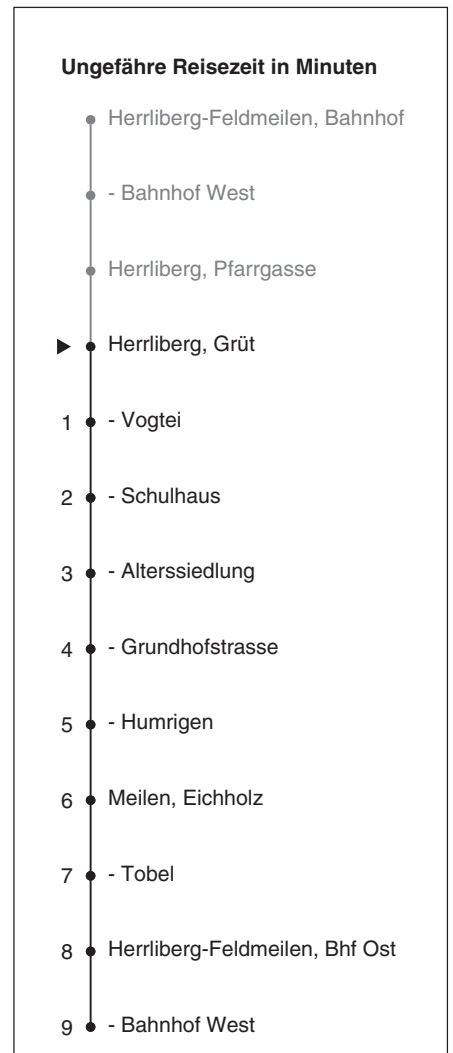 Ungefähre Reisezeit in Minuten
Herrliberg-Feldmeilen, Bahnhof
- Bahnhof West
Herrliberg, Pfarrgasse
Herrliberg, Grüt
1 - Vogtei
2 - Schulhaus
3 - Alterssiedlung
4 - Grundhofstrasse
5 - Humrigen
6 Meilen, Eichholz
7 - Tobel
8 Herrliberg-Feldmeilen, Bhf Ost
9 - Bahnhof West